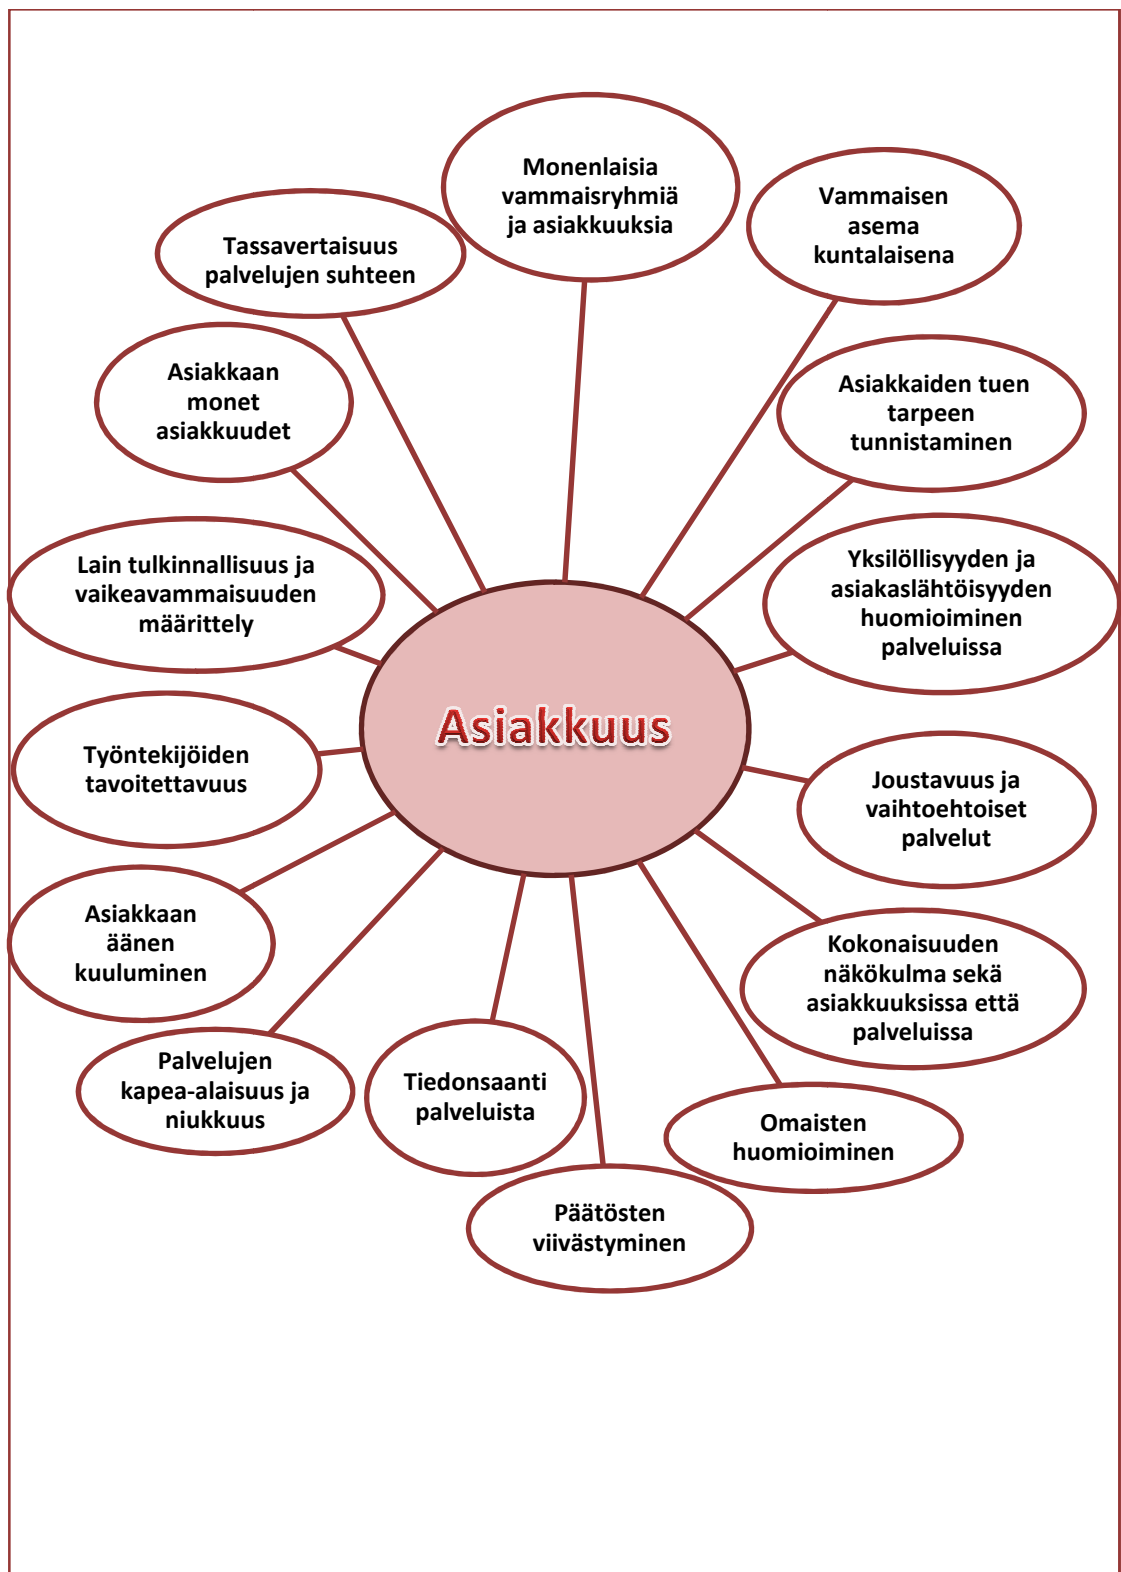 Monenlaisia
vammaisryhmiä
ja asiakkuuksia
Vammaisen
asema
kuntalaisena
Tassavertaisuus
palvelujen suhteen
Asiakkaan
monet
asiakkuudet
Asiakkaiden tuen
tarpeen
tunnistaminen
Lain tulkinnallisuus ja
vaikeavammaisuuden
määrittely
Yksilöllisyyden ja
asiakaslähtöisyyden
huomioiminen
palveluissa
Asiakkuus
Työntekijöiden
tavoitettavuus
Joustavuus ja
vaihtoehtoiset
palvelut
Asiakkaan
äänen
kuuluminen
Kokonaisuuden
näkökulma sekä
asiakkuuksissa että
palveluissa
Palvelujen
kapea-alaisuus ja
niukkuus
Tiedonsaanti
palveluista
Omaisten
huomioiminen
Päätösten
viivästyminen